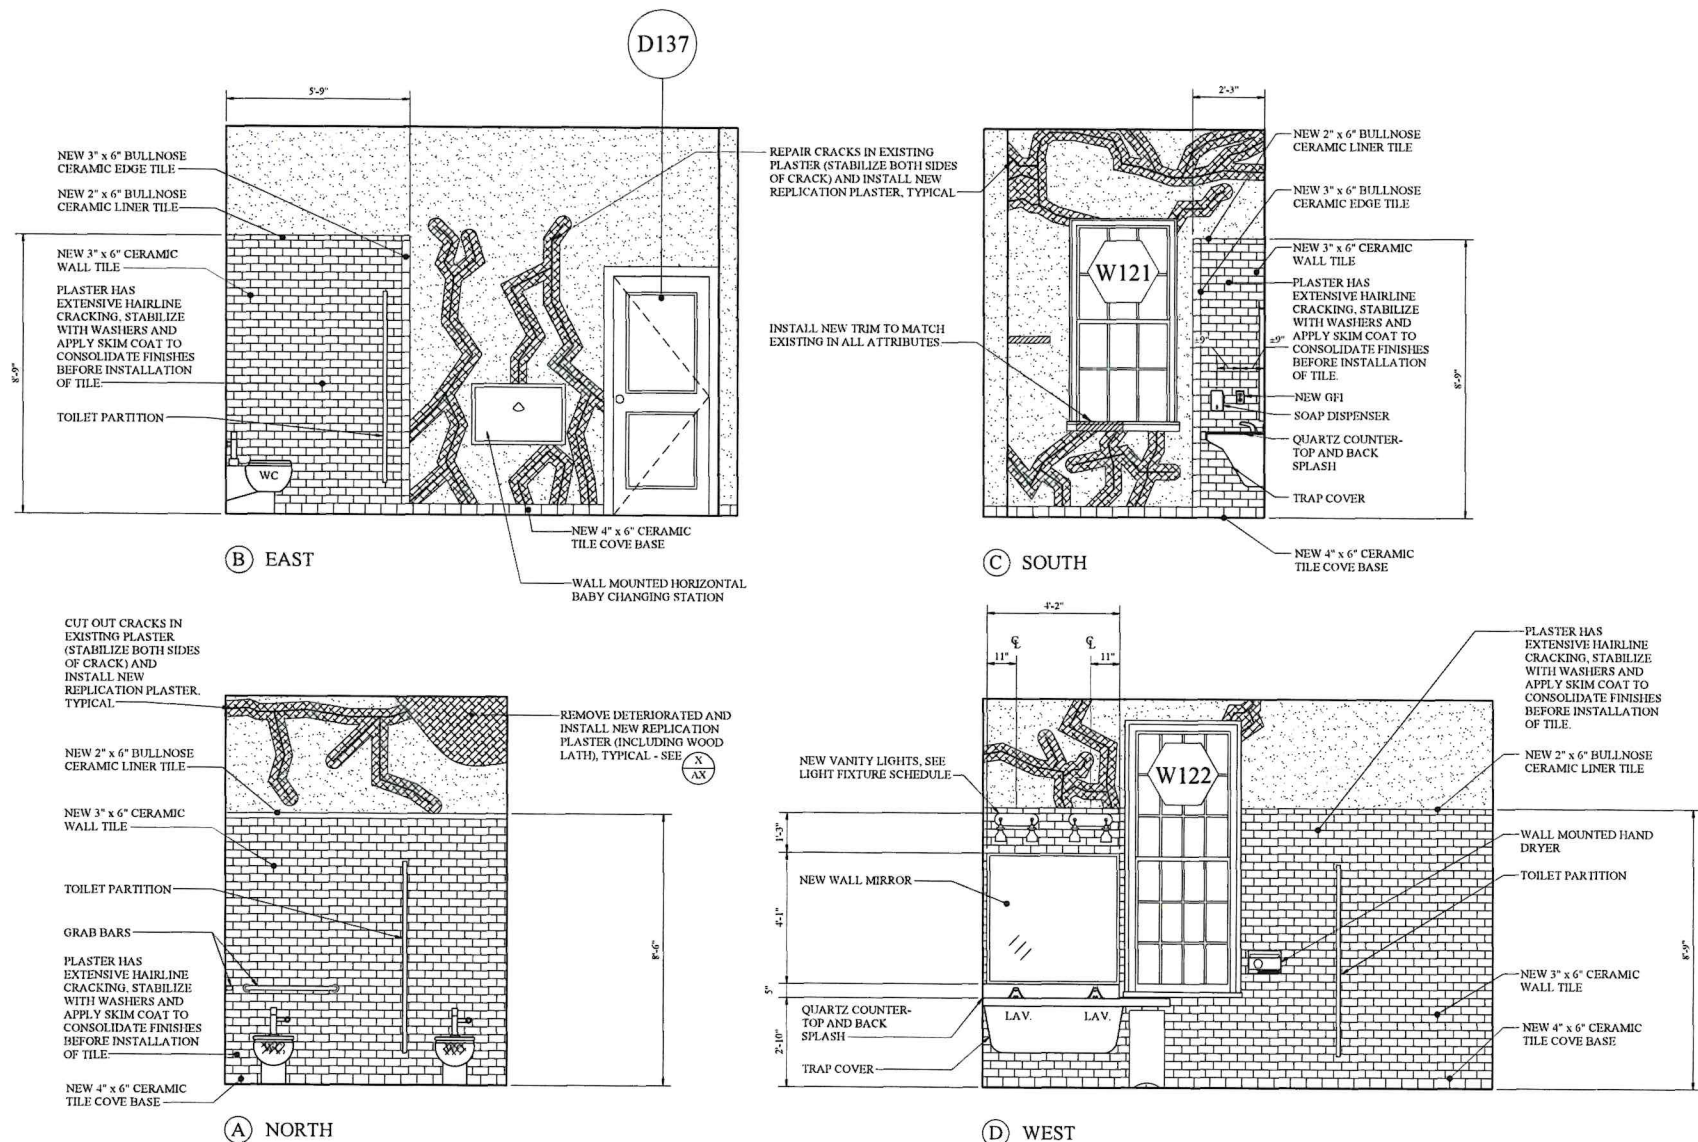 D137
5'-9"
NEW 3" x 6" BULLNOSE
CERAMIC EDGE TILE
NEW 2" x 6" BULLNOSE
CERAMIC LINER TILE
NEW 3" x 6" CERAMIC
WALL TILE
PLASTER HAS
EXTENSIVE HAIRLINE
CRACKING, STABILIZE
WITH WASHERS AND
APPLY SKIM COAT TO
CONSOLIDATE FINISHES
BEFORE INSTALLATION
OF TILE.
8'-9"
TOILET PARTITION
WC
REPAIR CRACKS IN EXISTING
PLASTER (STABILIZE BOTH SIDES
OF CRACK) AND INSTALL NEW
REPLICATION PLASTER, TYPICAL
INSTALL NEW TRIM TO MATCH
EXISTING IN ALL ATTRIBUTES.
NEW 4" x 6" CERAMIC
TILE COVE BASE
WALL MOUNTED HORIZONTAL
BABY CHANGING STATION
B EAST
2'-3"
W121
NEW 2" x 6" BULLNOSE
CERAMIC LINER TILE
NEW 3" x 6" BULLNOSE
CERAMIC EDGE TILE
NEW 3" x 6" CERAMIC
WALL TILE
PLASTER HAS
EXTENSIVE HAIRLINE
CRACKING, STABILIZE
WITH WASHERS AND
APPLY SKIM COAT TO
CONSOLIDATE FINISHES
BEFORE INSTALLATION
OF TILE.
±9"
±9"
8'-9"
NEW GFI
SOAP DISPENSER
QUARTZ COUNTER-
TOP AND BACK
SPLASH
TRAP COVER
NEW 4" x 6" CERAMIC
TILE COVE BASE
C SOUTH
CUT OUT CRACKS IN
EXISTING PLASTER
(STABILIZE BOTH SIDES
OF CRACK) AND
INSTALL NEW
REPLICATION PLASTER.
TYPICAL
NEW 2" x 6" BULLNOSE
CERAMIC LINER TILE
NEW 3" x 6" CERAMIC
WALL TILE
TOILET PARTITION
GRAB BARS
PLASTER HAS
EXTENSIVE HAIRLINE
CRACKING, STABILIZE
WITH WASHERS AND
APPLY SKIM COAT TO
CONSOLIDATE FINISHES
BEFORE INSTALLATION
OF TILE.
NEW 4" x 6" CERAMIC
TILE COVE BASE
REMOVE DETERIORATED AND
INSTALL NEW REPLICATION
PLASTER (INCLUDING WOOD
LATH), TYPICAL - SEE
X
AX
8'-6"
A NORTH
4'-2"
11"
11"
W122
NEW VANITY LIGHTS, SEE
LIGHT FIXTURE SCHEDULE
1'-3"
NEW WALL MIRROR
4'-1"
5"
QUARTZ COUNTER-
TOP AND BACK
SPLASH
2'-10"
TRAP COVER
LAV.
LAV.
PLASTER HAS
EXTENSIVE HAIRLINE
CRACKING, STABILIZE
WITH WASHERS AND
APPLY SKIM COAT TO
CONSOLIDATE FINISHES
BEFORE INSTALLATION
OF TILE.
NEW 2" x 6" BULLNOSE
CERAMIC LINER TILE
WALL MOUNTED HAND
DRYER
TOILET PARTITION
8'-9"
NEW 3" x 6" CERAMIC
WALL TILE
NEW 4" x 6" CERAMIC
TILE COVE BASE
D WEST